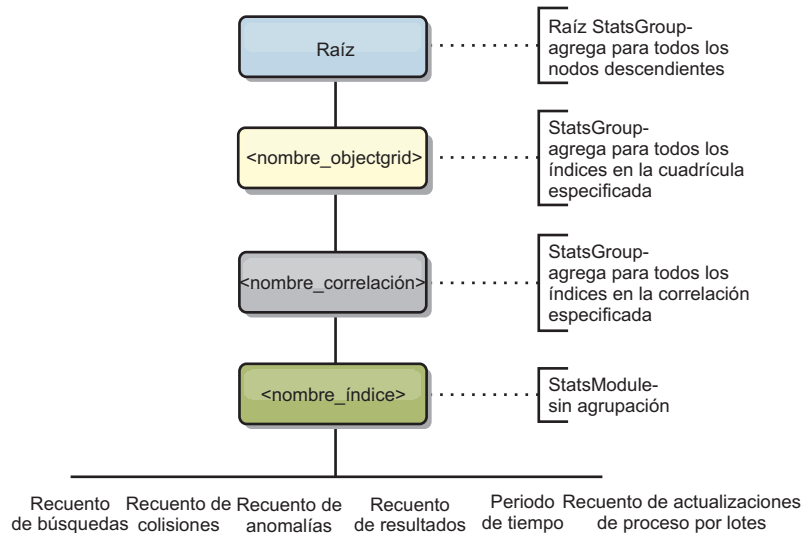 Raíz
Raíz StatsGroup-
agrega para todos los
nodos descendientes
<nombre_objectgrid>
StatsGroup-
agrega para todos los
índices en la cuadrícula
especificada
<nombre_correlación>
StatsGroup-
agrega para todos los
índices en la correlación
especificada
<nombre_índice>
StatsModule-
sin agrupación
Recuento
de búsquedas
Recuento de
colisiones
Recuento de
anomalías
Recuento
de resultados
Periodo
de tiempo
Recuento de actualizaciones
de proceso por lotes